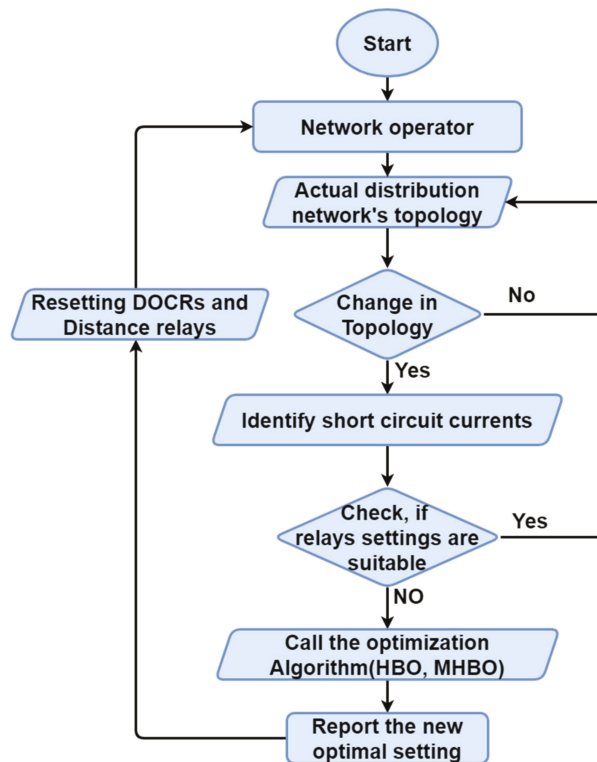 Start
Network operator
Actual distribution
network's topology
Change in
Topology
No
Yes
Resetting DOCRs and
Distance relays
Identify short circuit currents
Check, if
relays settings are
suitable
Yes
NO
Call the optimization
Algorithm(HBO, MHBO)
Report the new
optimal setting